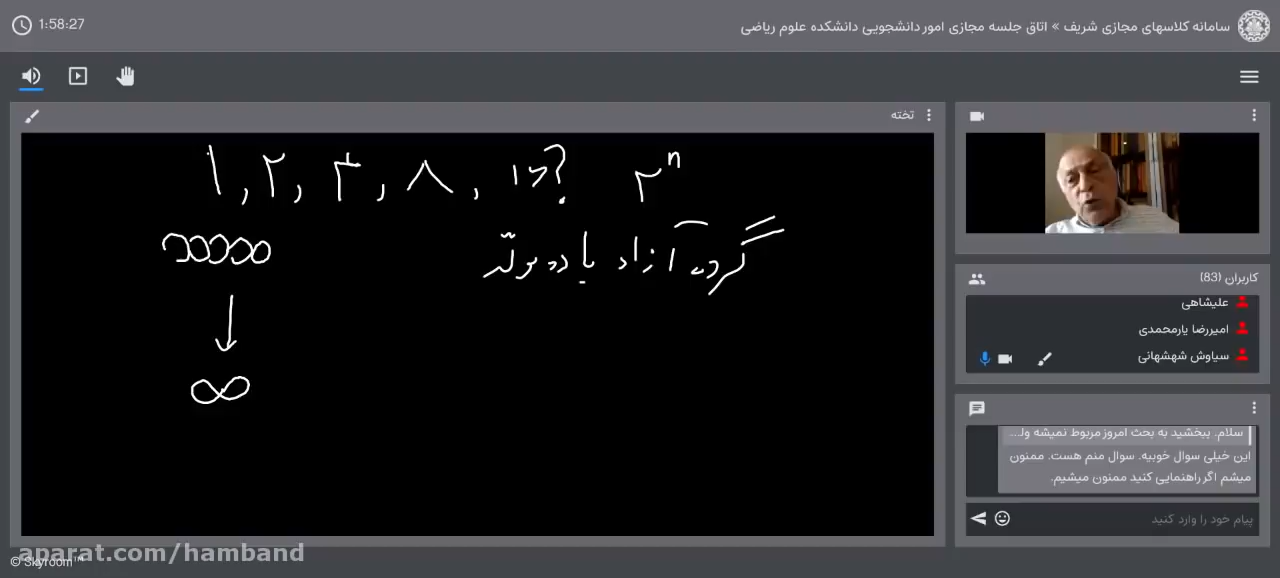 1:58:27
سامانه کلاسهای مجازی شریف » اتاق جلسه مجازی امور دانشجویی دانشکده علوم ریاضی
تخته
۱, ۲, ۴, ۸, ۱۶? ۲ⁿ
گروه آزاد با دو مولّد
∞
کاربران (83)
علیشاهی
امیررضا یارمحمدی
سیاوش شهشهانی
سلام. ببخشید به بحث امروز مربوط نمیشه ول...
این خیلی سوال خوبیه. سوال منم هست. ممنون
میشم اگر راهنمایی کنید ممنون میشیم.
پیام خود را وارد کنید
aparat.com/hamband
© Skyroom™